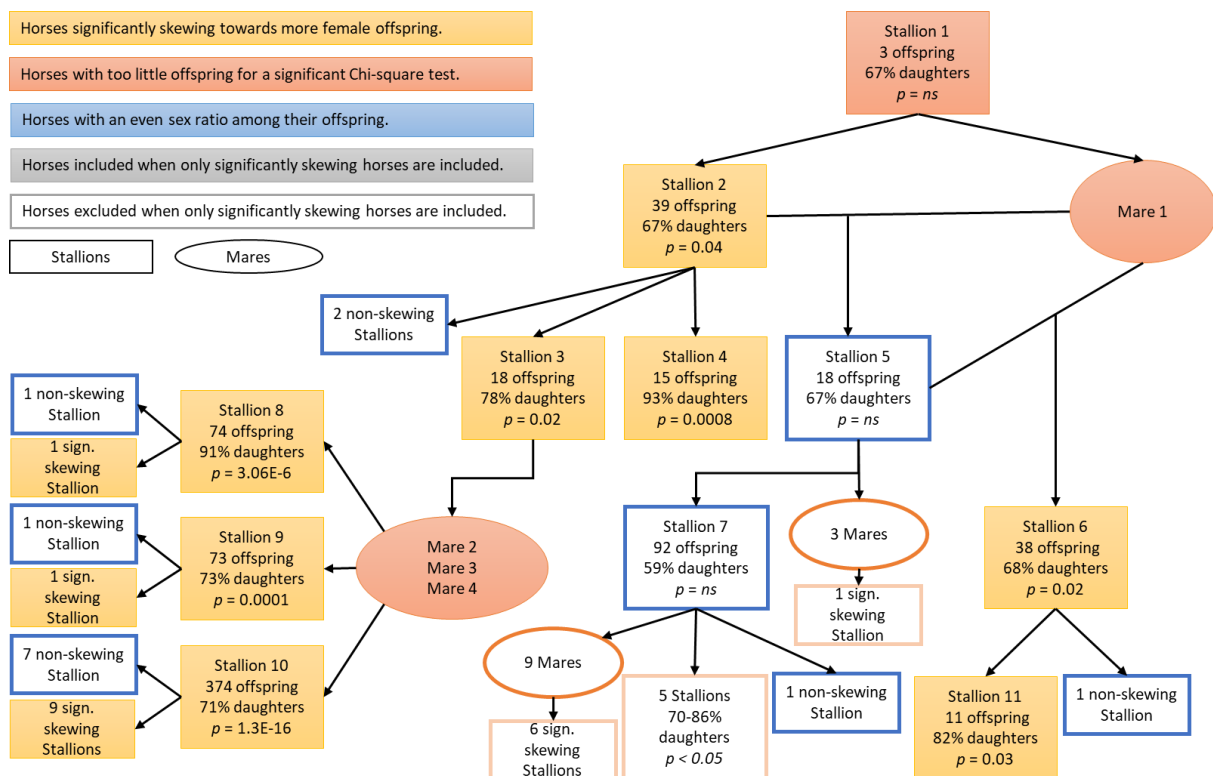 Horses significantly skewing towards more female offspring.
Horses with too little offspring for a significant Chi-square test.
Horses with an even sex ratio among their offspring.
Horses included when only significantly skewing horses are included.
Horses excluded when only significantly skewing horses are included.
Stallions
Mares
Stallion 1
3 offspring
67% daughters
p = ns
Stallion 2
39 offspring
67% daughters
p = 0.04
Mare 1
2 non-skewing
Stallions
Stallion 3
18 offspring
78% daughters
p = 0.02
Stallion 4
15 offspring
93% daughters
p = 0.0008
Stallion 5
18 offspring
67% daughters
p = ns
1 non-skewing
Stallion
1 sign.
skewing
Stallion
Stallion 8
74 offspring
91% daughters
p = 3.06E-6
1 non-skewing
Stallion
1 sign.
skewing
Stallion
Stallion 9
73 offspring
73% daughters
p = 0.0001
Mare 2
Mare 3
Mare 4
7 non-skewing
Stallion
9 sign.
skewing
Stallions
Stallion 10
374 offspring
71% daughters
p = 1.3E-16
Stallion 7
92 offspring
59% daughters
p = ns
3 Mares
1 sign.
skewing
Stallion
Stallion 6
38 offspring
68% daughters
p = 0.02
9 Mares
6 sign.
skewing
Stallions
5 Stallions
70-86%
daughters
p < 0.05
1 non-skewing
Stallion
Stallion 11
11 offspring
82% daughters
p = 0.03
1 non-skewing
Stallion